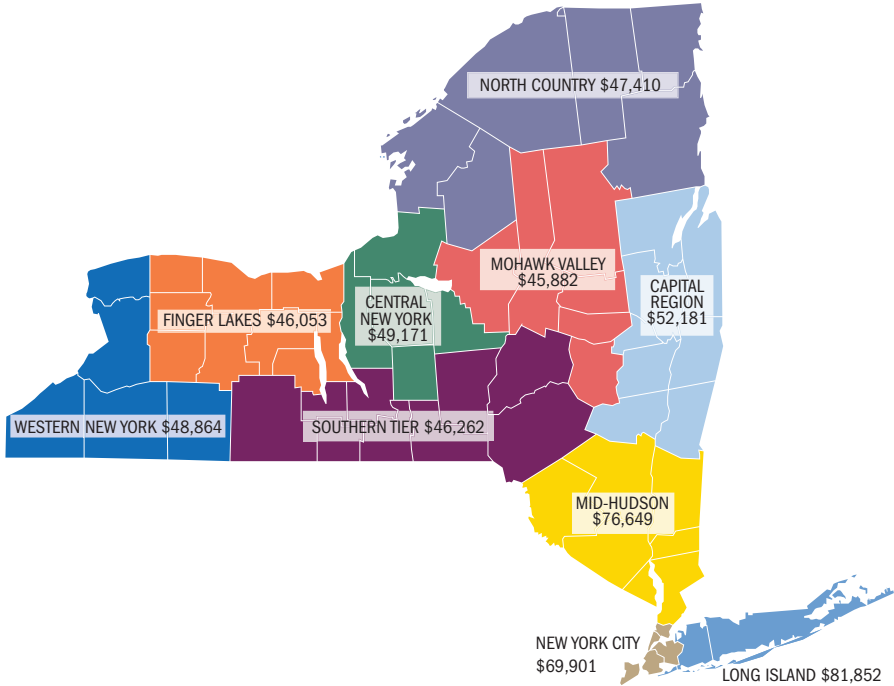 NORTH COUNTRY $47,410
MOHAWK VALLEY
$45,882
CAPITAL
REGION
$52,181
CENTRAL
NEW YORK
$49,171
FINGER LAKES $46,053
WESTERN NEW YORK $48,864
SOUTHERN TIER $46,262
MID-HUDSON
$76,649
NEW YORK CITY
$69,901
LONG ISLAND $81,852